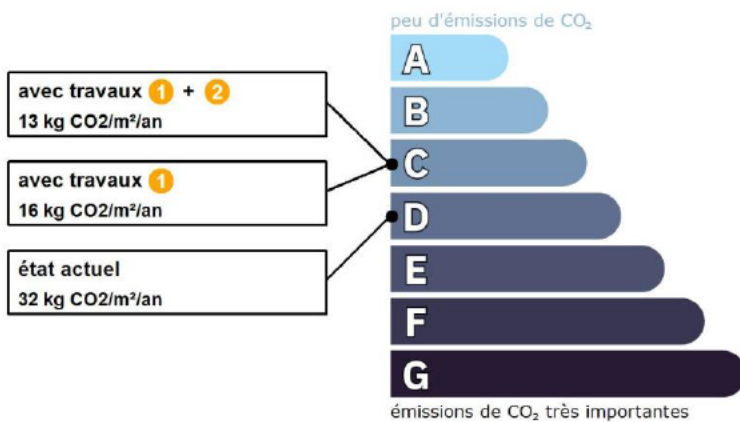 peu d'émissions de CO₂
A
B
C
D
E
F
G
émissions de CO₂ très importantes
avec travaux 1 + 2
13 kg CO2/m²/an
avec travaux 1
16 kg CO2/m²/an
état actuel
32 kg CO2/m²/an